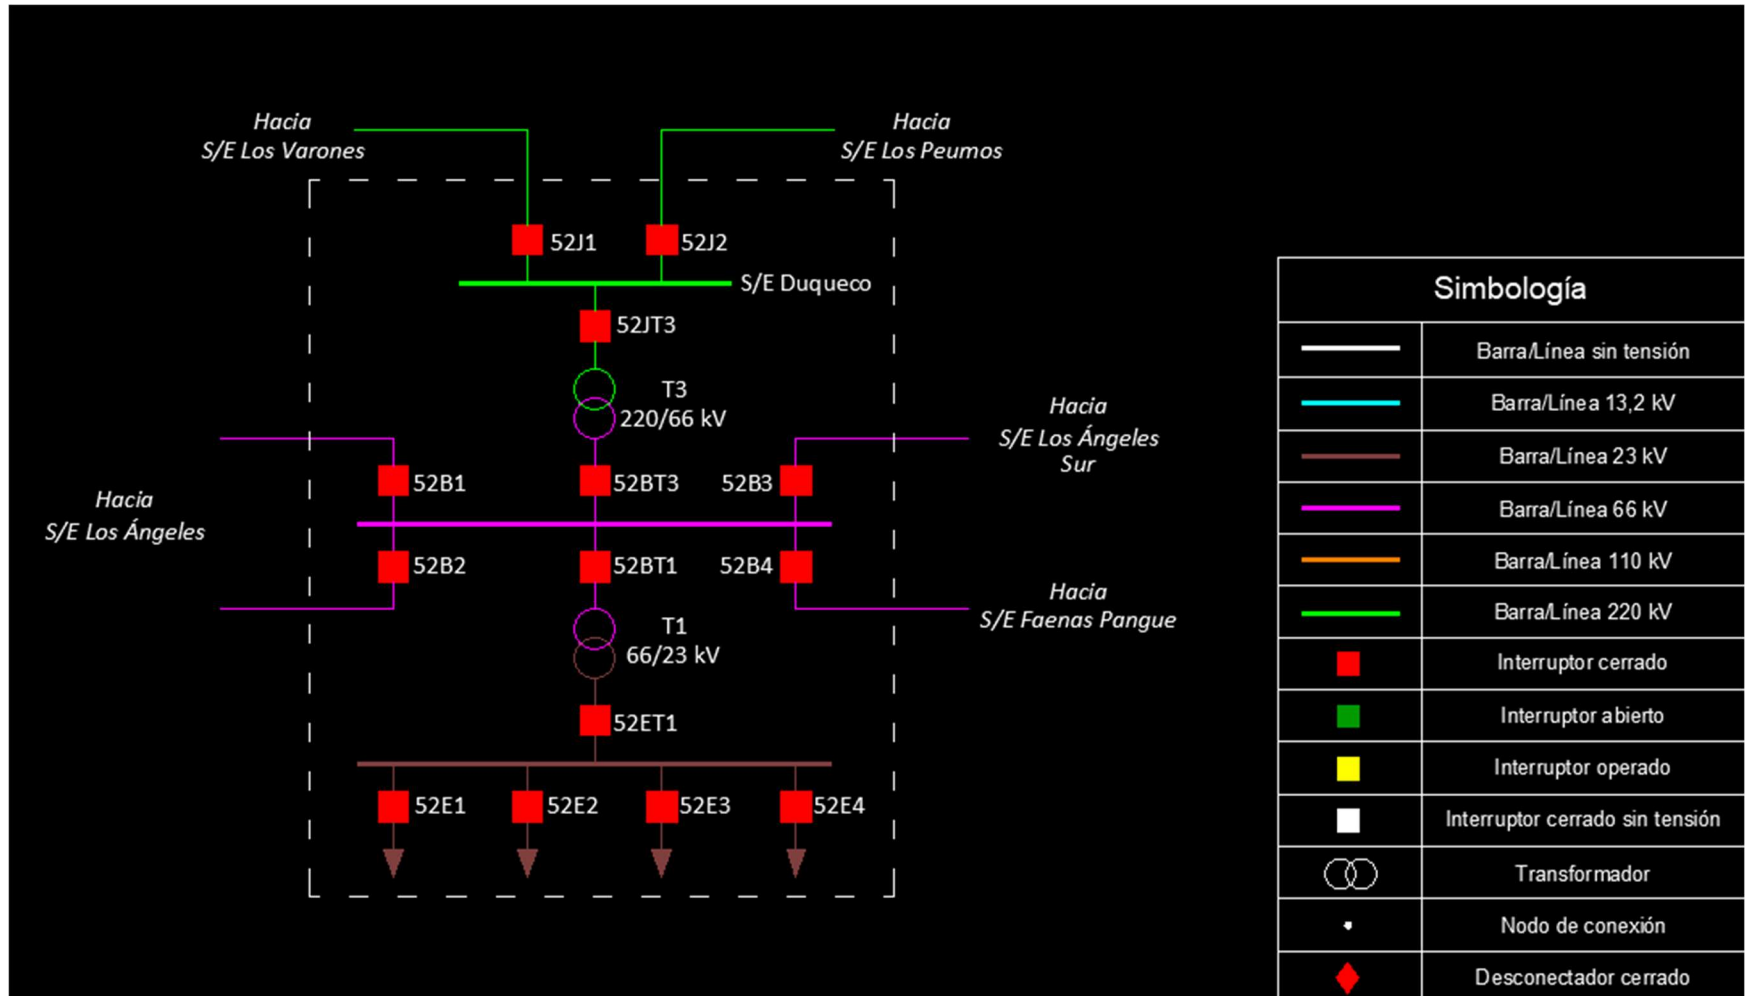 Hacia
S/E Los Varones
Hacia
S/E Los Peumos
52J1
52J2
S/E Duqueco
52JT3
T3
220/66 kV
Hacia
S/E Los Ángeles
Sur
52B1
52BT3
52B3
Hacia
S/E Los Ángeles
52B2
52BT1
52B4
Hacia
S/E Faenas Pangue
T1
66/23 kV
52ET1
52E1
52E2
52E3
52E4
Simbología
Barra/Línea sin tensión
Barra/Línea 13,2 kV
Barra/Línea 23 kV
Barra/Línea 66 kV
Barra/Línea 110 kV
Barra/Línea 220 kV
Interruptor cerrado
Interruptor abierto
Interruptor operado
Interruptor cerrado sin tensión
Transformador
Nodo de conexión
Desconectador cerrado